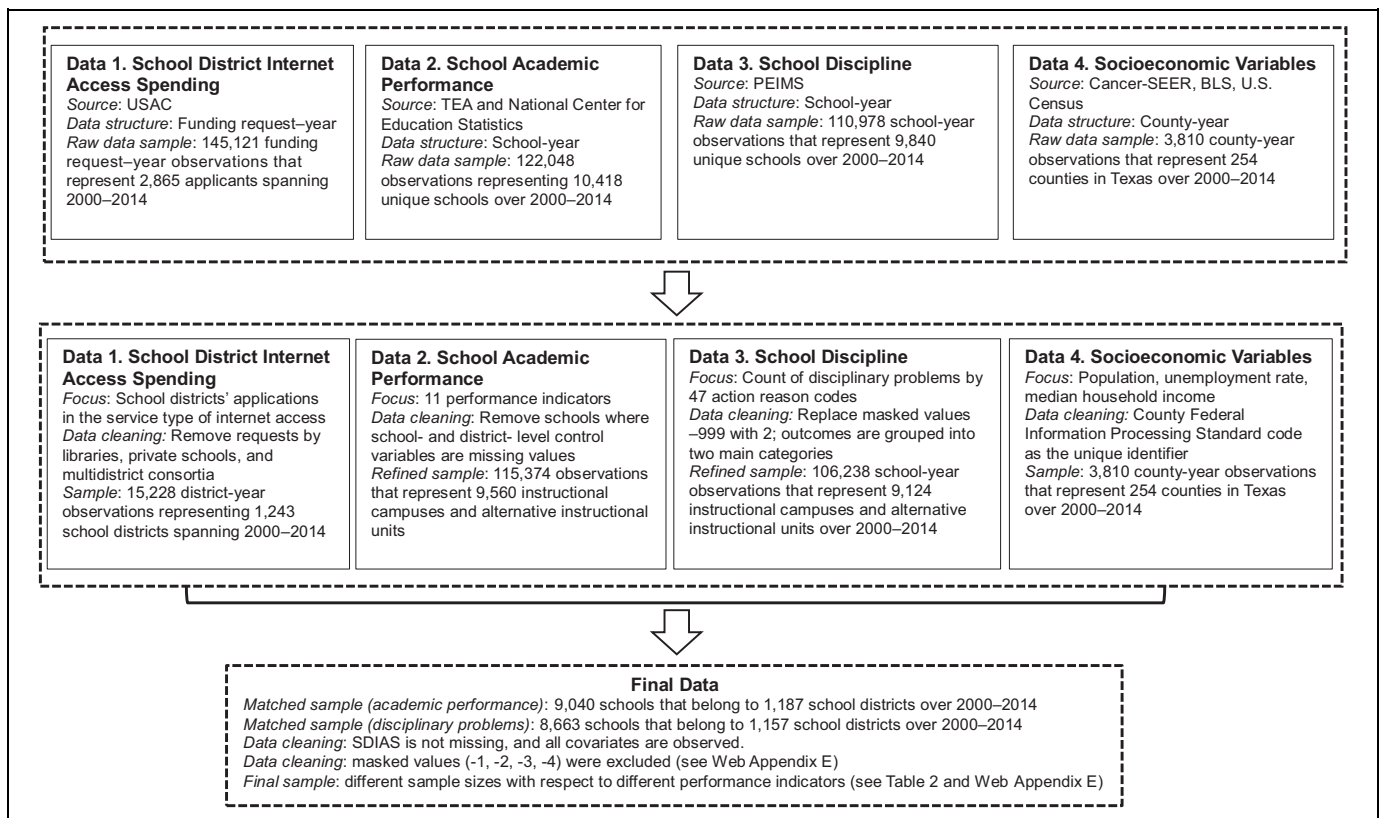 Data 1. School District Internet
Access Spending
Source: USAC
Data structure: Funding request–year
Raw data sample: 145,121 funding
request–year observations that
represent 2,865 applicants spanning
2000–2014
Data 2. School Academic
Performance
Source: TEA and National Center for
Education Statistics
Data structure: School-year
Raw data sample: 122,048
observations representing 10,418
unique schools over 2000–2014
Data 3. School Discipline
Source: PEIMS
Data structure: School-year
Raw data sample: 110,978 school-year
observations that represent 9,840
unique schools over 2000–2014
Data 4. Socioeconomic Variables
Source: Cancer-SEER, BLS, U.S.
Census
Data structure: County-year
Raw data sample: 3,810 county-year
observations that represent 254
counties in Texas over 2000–2014
Data 1. School District Internet
Access Spending
Focus: School districts' applications
in the service type of internet access
Data cleaning: Remove requests by
libraries, private schools, and
multidistrict consortia
Sample: 15,228 district-year
observations representing 1,243
school districts spanning 2000–2014
Data 2. School Academic
Performance
Focus: 11 performance indicators
Data cleaning: Remove schools where
school- and district- level control
variables are missing values
Refined sample: 115,374 observations
that represent 9,560 instructional
campuses and alternative instructional
units
Data 3. School Discipline
Focus: Count of disciplinary problems by
47 action reason codes
Data cleaning: Replace masked values
–999 with 2; outcomes are grouped into
two main categories
Refined sample: 106,238 school-year
observations that represent 9,124
instructional campuses and alternative
instructional units over 2000–2014
Data 4. Socioeconomic Variables
Focus: Population, unemployment rate,
median household income
Data cleaning: County Federal
Information Processing Standard code
as the unique identifier
Sample: 3,810 county-year observations
that represent 254 counties in Texas
over 2000–2014
Final Data
Matched sample (academic performance): 9,040 schools that belong to 1,187 school districts over 2000–2014
Matched sample (disciplinary problems): 8,663 schools that belong to 1,157 school districts over 2000–2014
Data cleaning: SDIAS is not missing, and all covariates are observed.
Data cleaning: masked values (-1, -2, -3, -4) were excluded (see Web Appendix E)
Final sample: different sample sizes with respect to different performance indicators (see Table 2 and Web Appendix E)